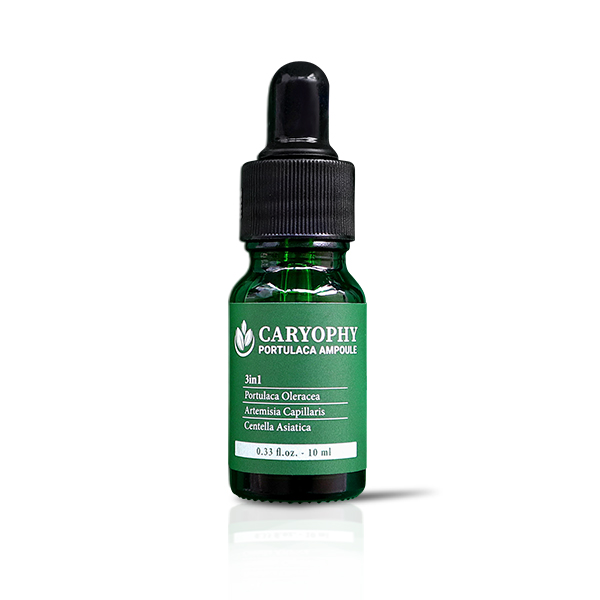 CARYOPHY
PORTULACA AMPOULE
3in1
Portulaca Oleracea
Artemisia Capillaris
Centella Asiatica
0.33 fl.oz. - 10 ml